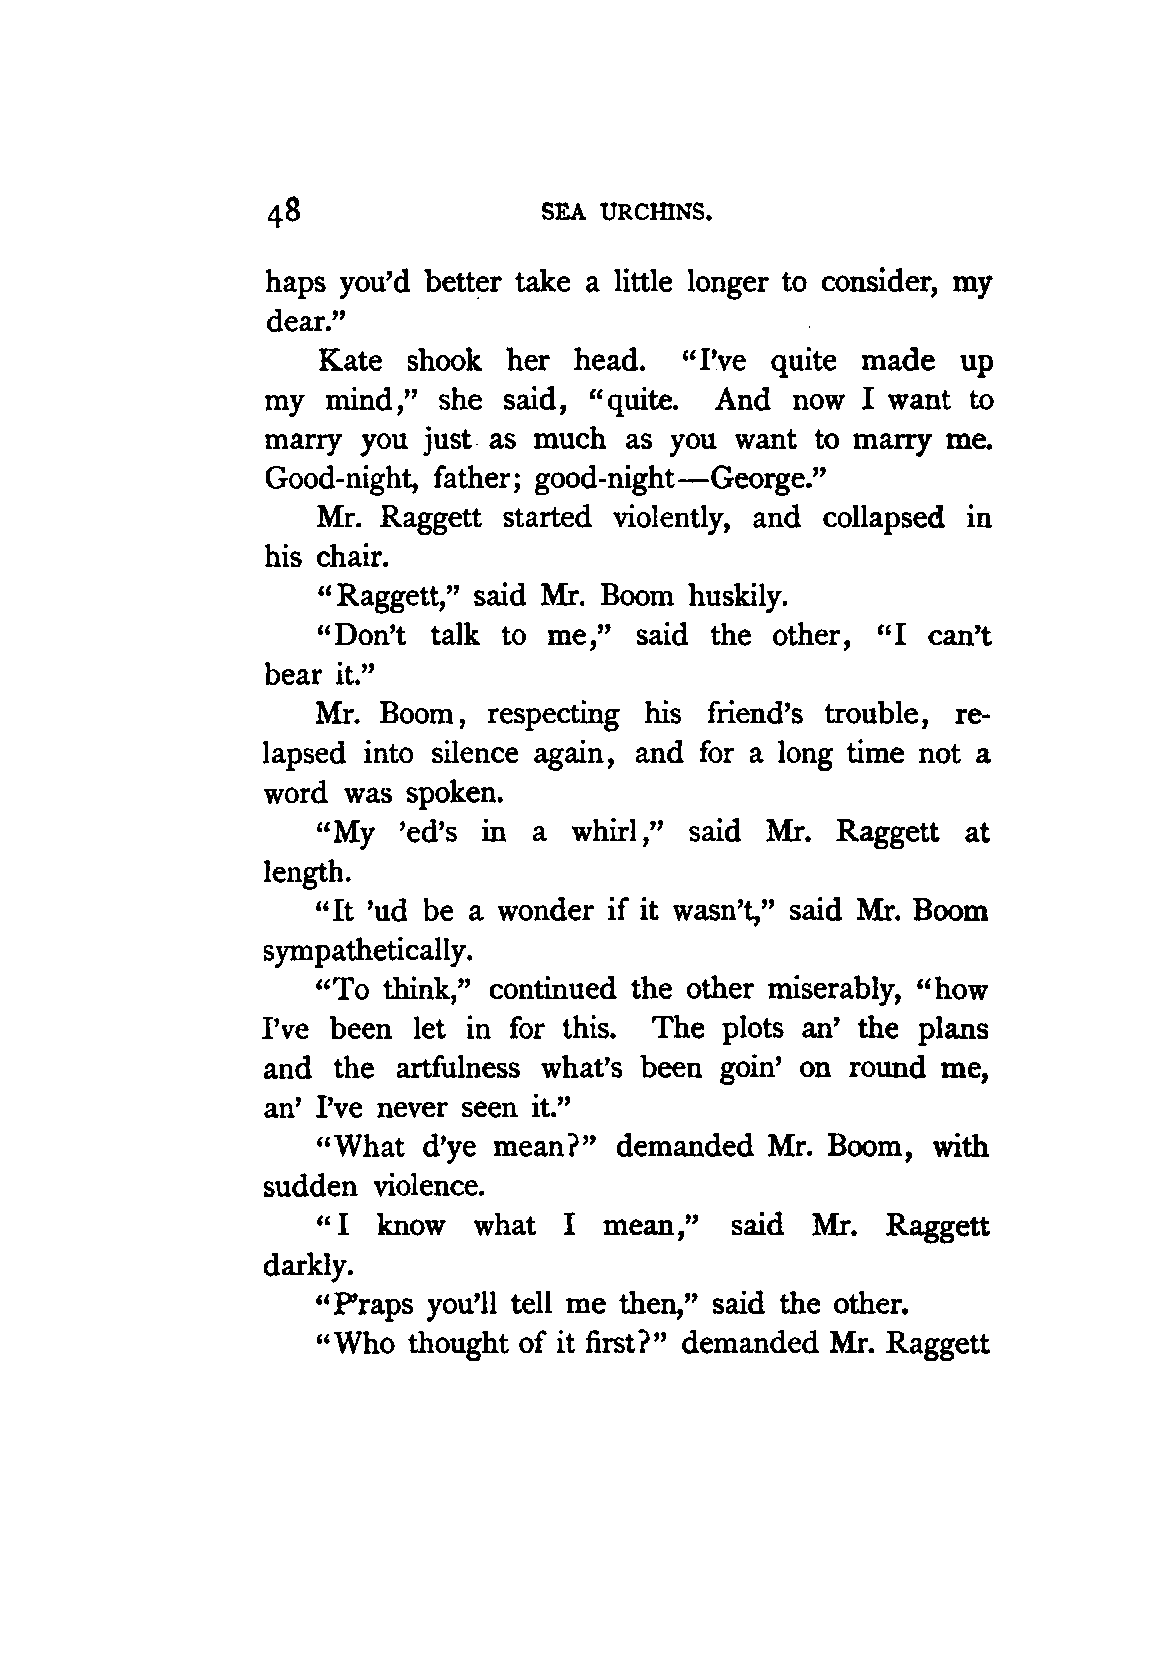 48 SEA URCHINS.
haps you'd better take a little longer to consider, my
dear."
Kate shook her head. "I've quite made up
my mind," she said, "quite. And now I want to
marry you just as much as you want to marry me.
Good-night, father; good-night—George."
Mr. Raggett started violently, and collapsed in
his chair.
"Raggett," said Mr. Boom huskily.
"Don't talk to me," said the other, "I can't
bear it."
Mr. Boom, respecting his friend's trouble, re-
lapsed into silence again, and for a long time not a
word was spoken.
"My 'ed's in a whirl," said Mr. Raggett at
length.
"It 'ud be a wonder if it wasn't," said Mr. Boom
sympathetically.
"To think," continued the other miserably, "how
I've been let in for this. The plots an' the plans
and the artfulness what's been goin' on round me,
an' I've never seen it."
"What d'ye mean?" demanded Mr. Boom, with
sudden violence.
"I know what I mean," said Mr. Raggett
darkly.
"P'raps you'll tell me then," said the other.
"Who thought of it first?" demanded Mr. Raggett